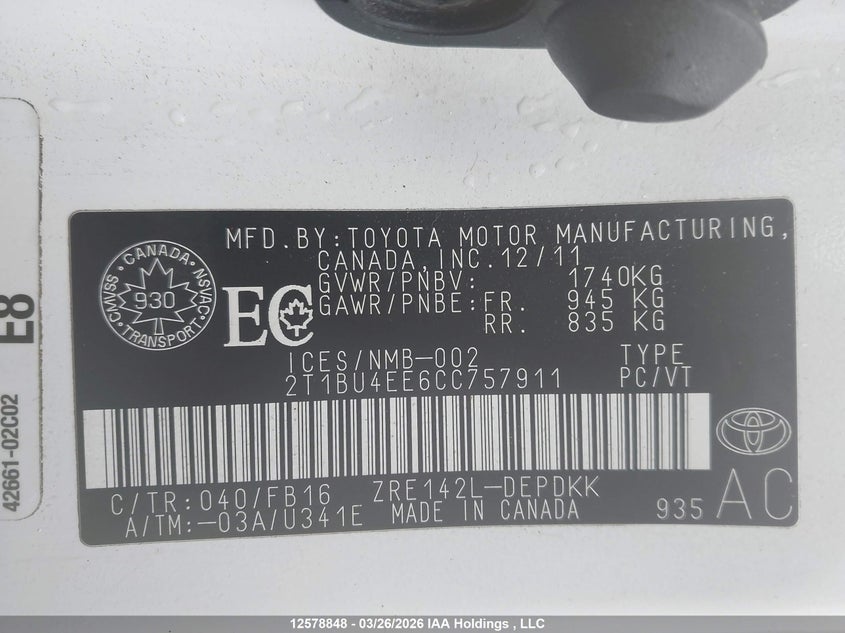 MFD.BY:TOYOTA MOTOR MANUFACTURING,
CANADA,INC.12/11
GVWR/PNBV: 1740KG
GAWR/PNBE:FR. 945 KG
RR. 835 KG
CMVSS · CANADA · NSVAC
930
TRANSPORT
EC
ICES/NMB-002 TYPE
2T1BU4EE6CC757911 PC/VT
C/TR:040/FB16 ZRE142L-DEPDKK
A/TM:-03A/U341E MADE IN CANADA 935 AC
E8
42661-02C02
12578848 - 03/26/2026 IAA Holdings , LLC